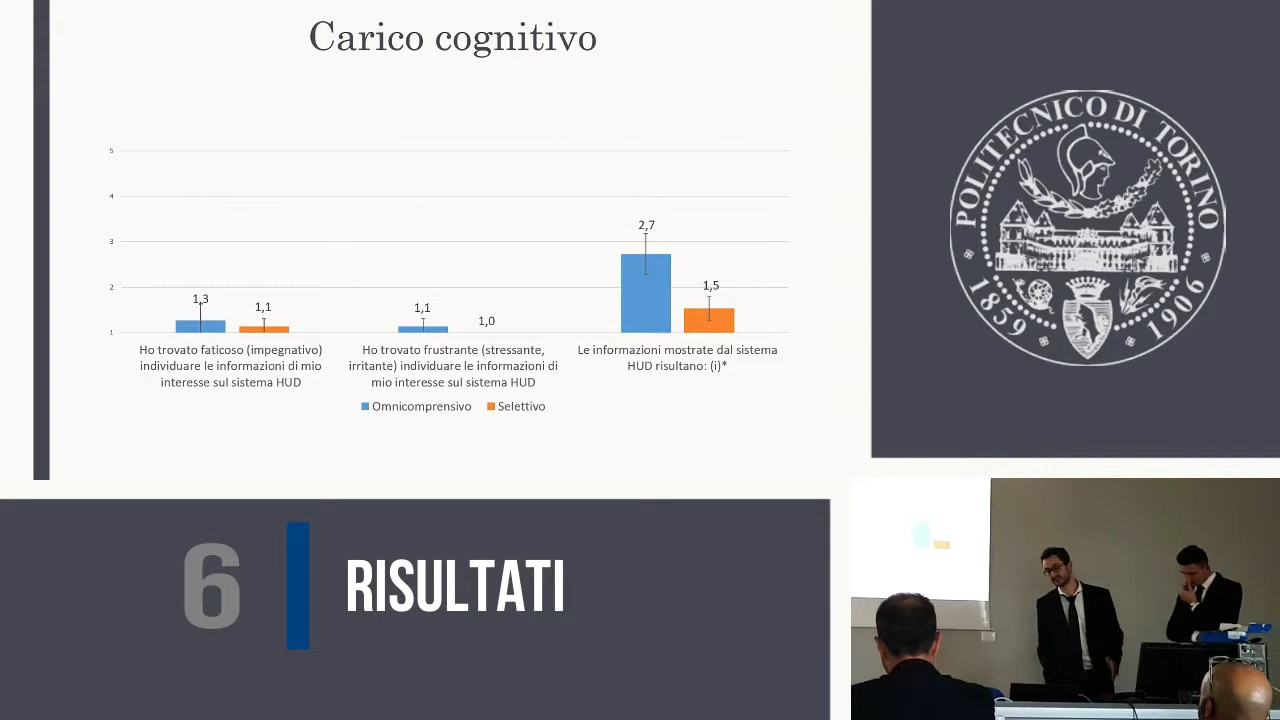 Carico cognitivo
5
4
3
2
1
1,3
1,1
1,1
1,0
2,7
1,5
Ho trovato faticoso (impegnativo)
individuare le informazioni di mio
interesse sul sistema HUD
Ho trovato frustrante (stressante,
irritante) individuare le informazioni di
mio interesse sul sistema HUD
Le informazioni mostrate dal sistema
HUD risultano: (i)*
Omnicomprensivo
Selettivo
POLITECNICO DI TORINO
1859
1906
6
RISULTATI